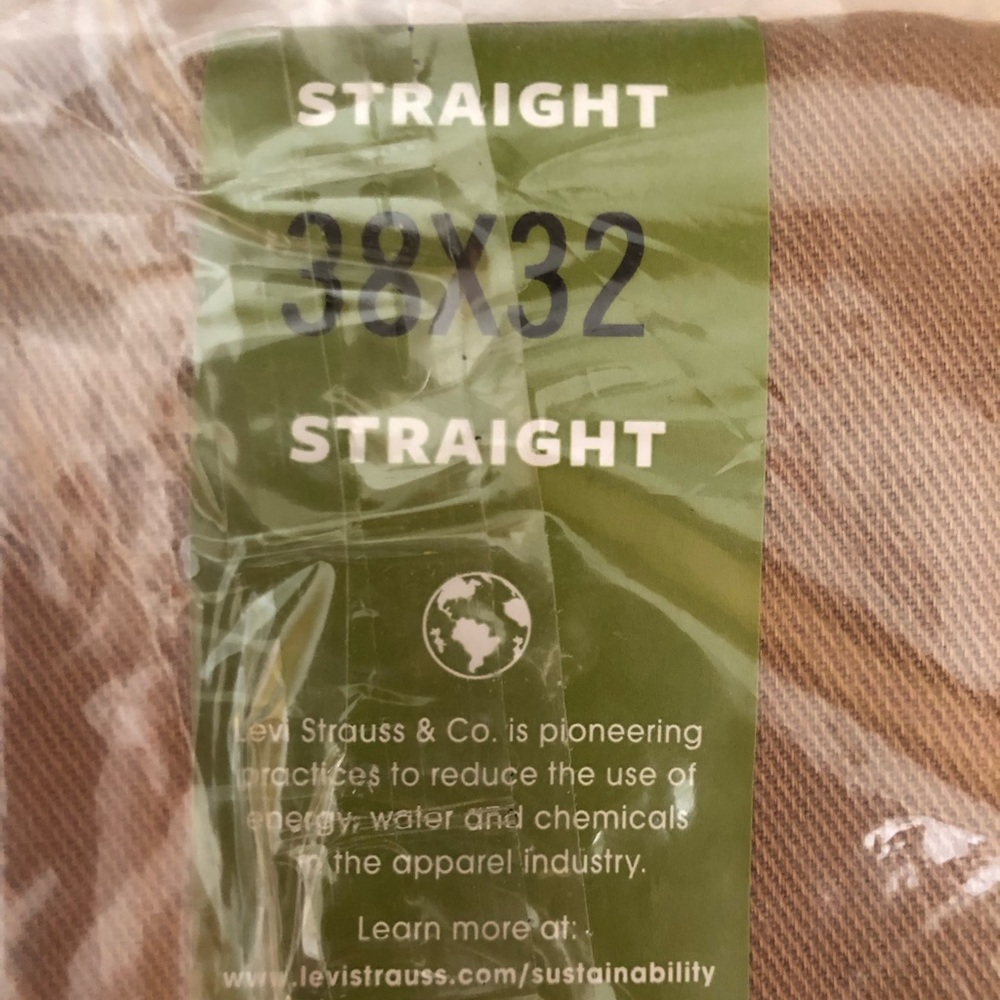 STRAIGHT
38X32
STRAIGHT
Levi Strauss & Co. is pioneering
practices to reduce the use of
energy, water and chemicals
in the apparel industry.
Learn more at:
www.levistrauss.com/sustainability